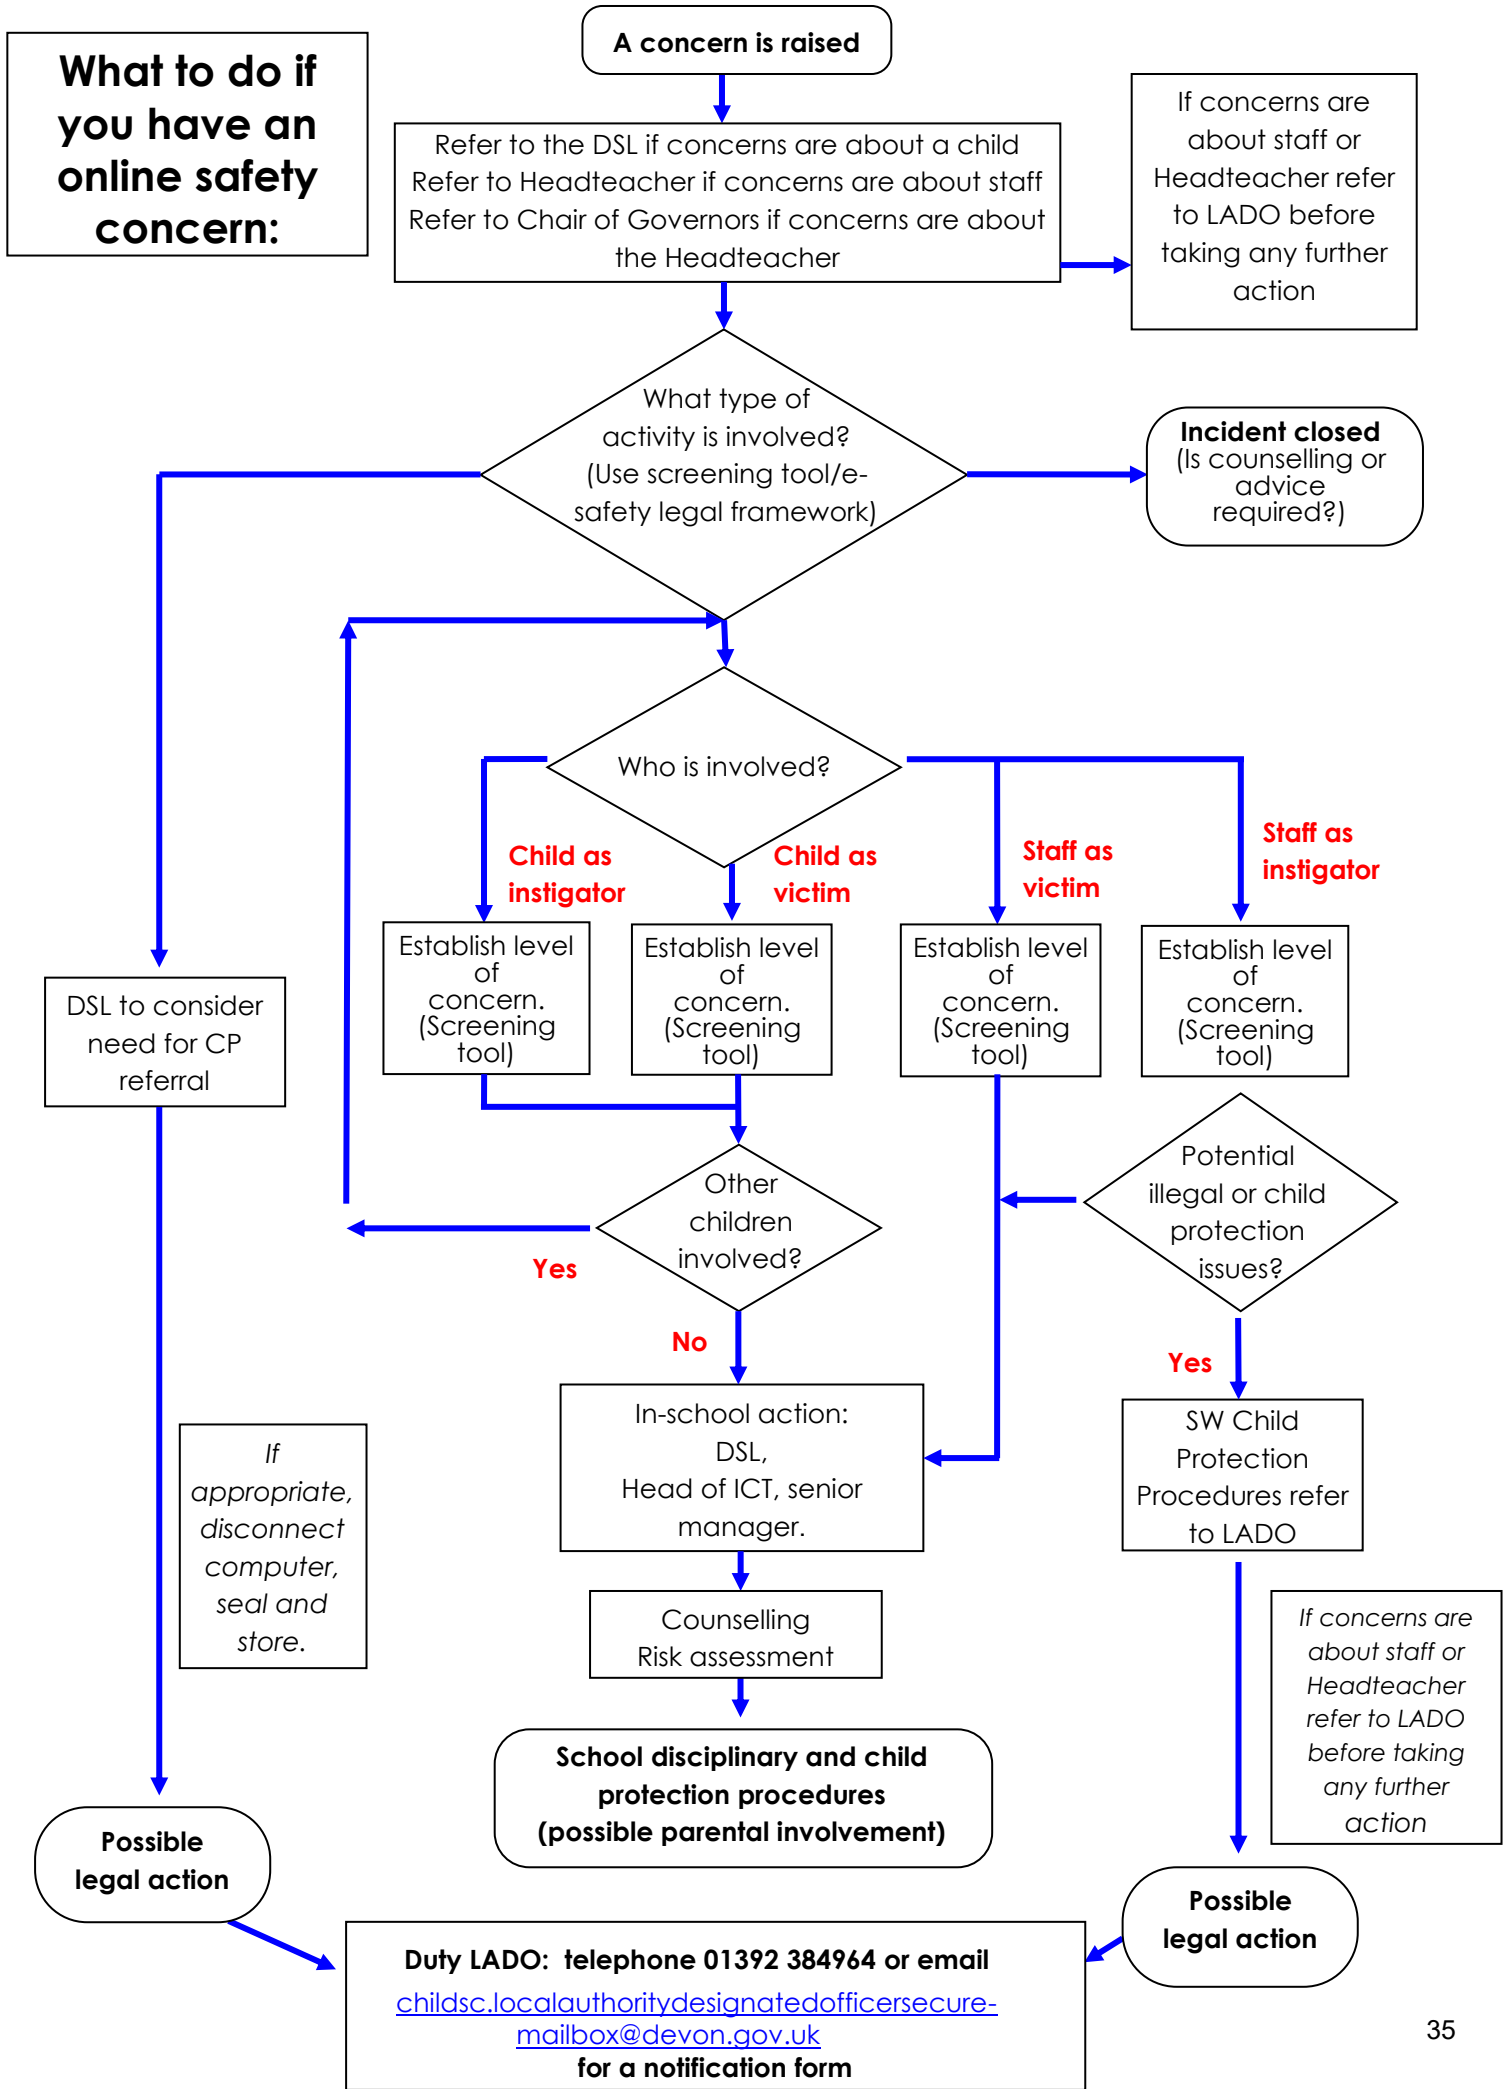 What to do if
you have an
online safety
concern:
A concern is raised
Refer to the DSL if concerns are about a child
Refer to Headteacher if concerns are about staff
Refer to Chair of Governors if concerns are about
the Headteacher
If concerns are
about staff or
Headteacher refer
to LADO before
taking any further
action
What type of
activity is involved?
(Use screening tool/e-
safety legal framework)
Incident closed
(Is counselling or
advice
required?)
Who is involved?
Child as
instigator
Child as
victim
Staff as
victim
Staff as
instigator
Establish level
of
concern.
(Screening
tool)
Establish level
of
concern.
(Screening
tool)
Establish level
of
concern.
(Screening
tool)
Establish level
of
concern.
(Screening
tool)
DSL to consider
need for CP
referral
Other
children
involved?
Potential
illegal or child
protection
issues?
Yes
No
Yes
In-school action:
DSL,
Head of ICT, senior
manager.
SW Child
Protection
Procedures refer
to LADO
If
appropriate,
disconnect
computer,
seal and
store.
Counselling
Risk assessment
If concerns are
about staff or
Headteacher
refer to LADO
before taking
any further
action
School disciplinary and child
protection procedures
(possible parental involvement)
Possible
legal action
Possible
legal action
Duty LADO:  telephone 01392 384964 or email
childsc.localauthoritydesignatedofficersecure-
mailbox@devon.gov.uk
for a notification form
35